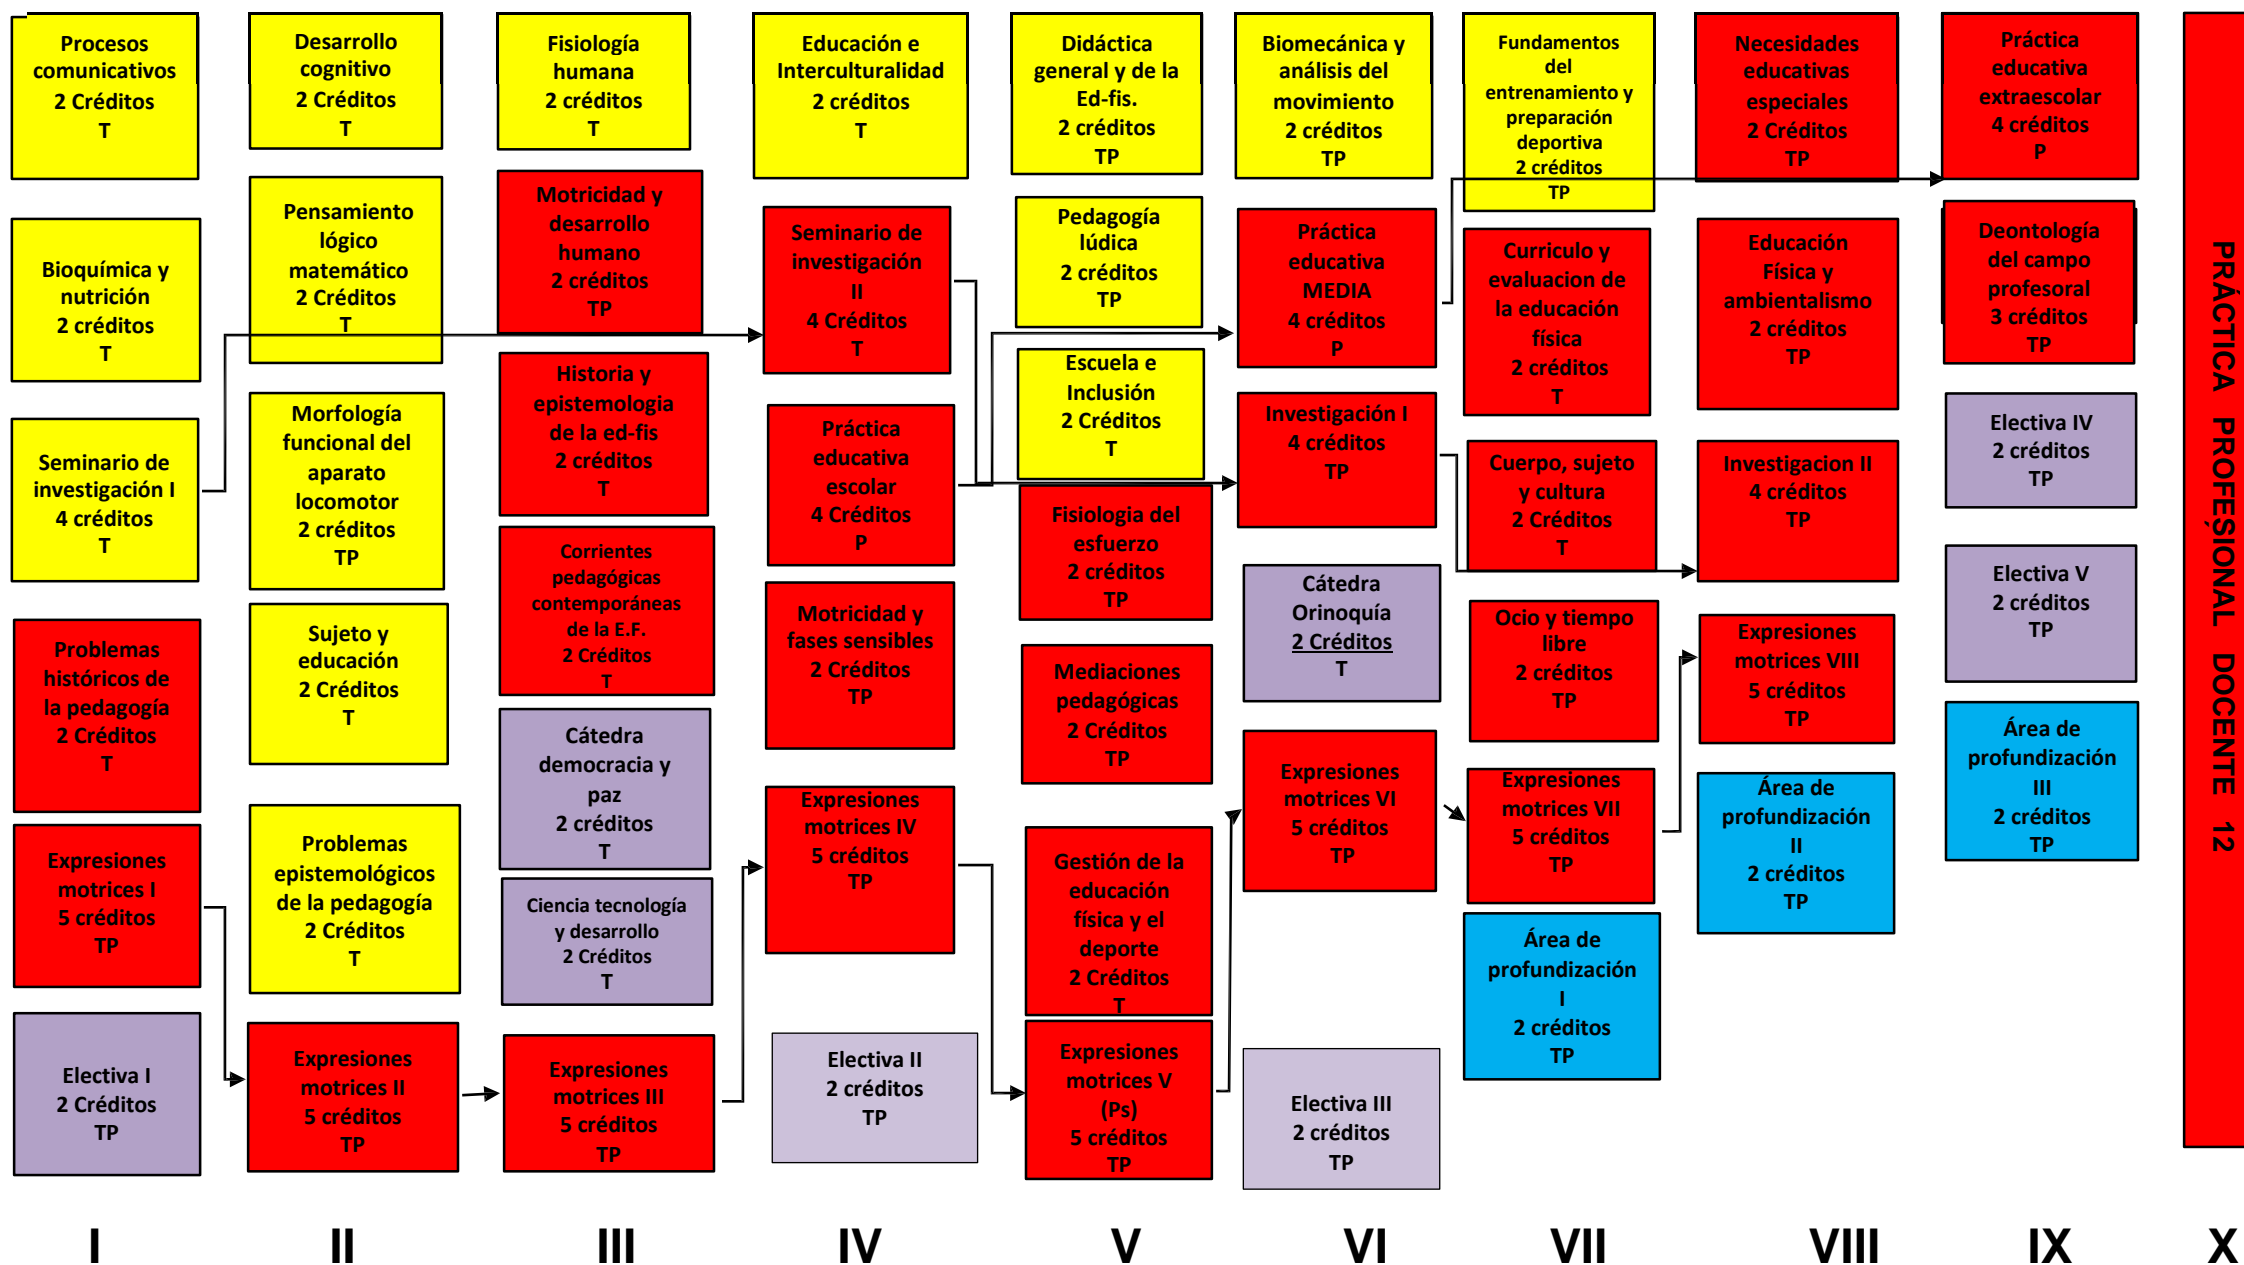 Procesos
comunicativos
2 Créditos
T
Bioquímica y
nutrición
2 créditos
T
Seminario de
investigación I
4 créditos
T
Problemas
históricos de
la pedagogía
2 Créditos
T
Expresiones
motrices I
5 créditos
TP
Electiva I
2 Créditos
TP
Desarrollo
cognitivo
2 Créditos
T
Pensamiento
lógico
matemático
2 Créditos
T
Morfología
funcional del
aparato
locomotor
2 créditos
TP
Sujeto y
educación
2 Créditos
T
Problemas
epistemológicos
de la pedagogía
2 Créditos
T
Expresiones
motrices II
5 créditos
TP
Fisiología
humana
2 créditos
T
Motricidad y
desarrollo
humano
2 créditos
TP
Historia y
epistemologia
de la ed-fis
2 créditos
T
Corrientes
pedagógicas
contemporáneas
de la E.F.
2 Créditos
T
Cátedra
democracia y
paz
2 créditos
T
Ciencia tecnología
y desarrollo
2 Créditos
T
Expresiones
motrices III
5 créditos
TP
Educación e
Interculturalidad
2 créditos
T
Seminario de
investigación
II
4 Créditos
T
Práctica
educativa
escolar
4 Créditos
P
Motricidad y
fases sensibles
2 Créditos
TP
Expresiones
motrices IV
5 créditos
TP
Electiva II
2 créditos
TP
Didáctica
general y de la
Ed-fis.
2 créditos
TP
Pedagogía
lúdica
2 créditos
TP
Escuela e
Inclusión
2 Créditos
T
Fisiologia del
esfuerzo
2 créditos
TP
Mediaciones
pedagógicas
2 Créditos
TP
Gestión de la
educación
física y el
deporte
2 Créditos
T
Expresiones
motrices V
(Ps)
5 créditos
TP
Biomecánica y
análisis del
movimiento
2 créditos
TP
Práctica
educativa
MEDIA
4 créditos
P
Investigación I
4 créditos
TP
Cátedra
Orinoquía
2 Créditos
T
Expresiones
motrices VI
5 créditos
TP
Electiva III
2 créditos
TP
Fundamentos
del
entrenamiento y
preparación
deportiva
2 créditos
TP
Curriculo y
evaluacion de
la educación
física
2 créditos
T
Cuerpo, sujeto
y cultura
2 Créditos
T
Ocio y tiempo
libre
2 créditos
TP
Expresiones
motrices VII
5 créditos
TP
Área de
profundización
I
2 créditos
TP
Necesidades
educativas
especiales
2 Créditos
TP
Educación
Física y
ambientalismo
2 créditos
TP
Investigacion II
4 créditos
TP
Expresiones
motrices VIII
5 créditos
TP
Área de
profundización
II
2 créditos
TP
Práctica
educativa
extraescolar
4 créditos
P
Deontología
del campo
profesoral
3 créditos
TP
Electiva IV
2 créditos
TP
Electiva V
2 créditos
TP
Área de
profundización
III
2 créditos
TP
PRÁCTICA PROFESIONAL DOCENTE 12
I II III IV V VI VII VIII IX X